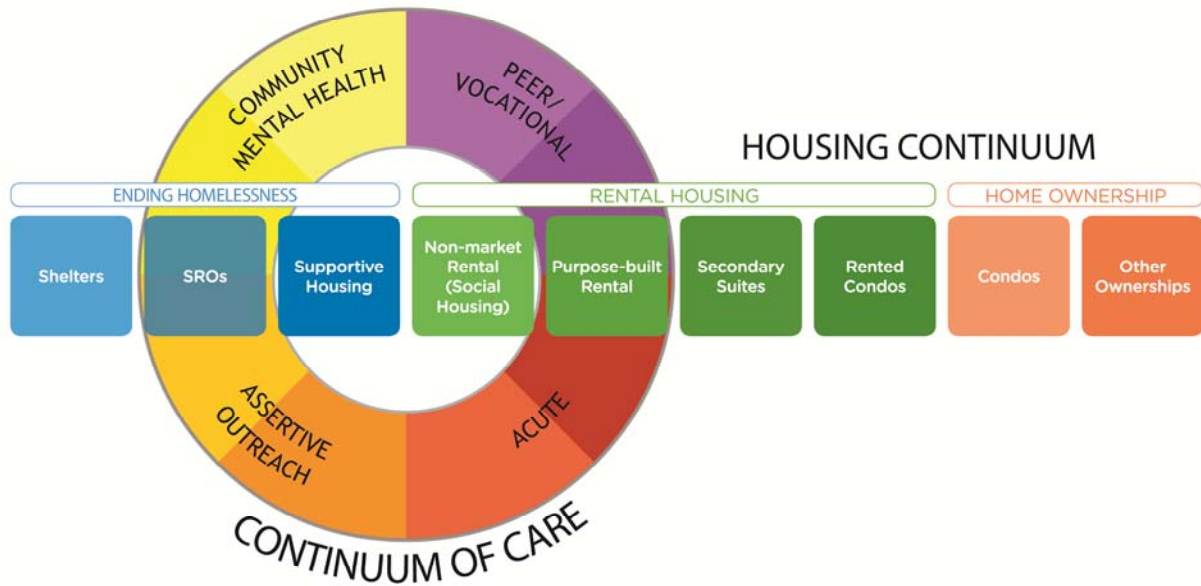 COMMUNITY
MENTAL HEALTH
PEER/
VOCATIONAL
HOUSING CONTINUUM
ENDING HOMELESSNESS
RENTAL HOUSING
HOME OWNERSHIP
Shelters
SROs
Supportive
Housing
Non-market
Rental
(Social
Housing)
Purpose-built
Rental
Secondary
Suites
Rented
Condos
Condos
Other
Ownerships
ASSERTIVE
OUTREACH
ACUTE
CONTINUUM OF CARE